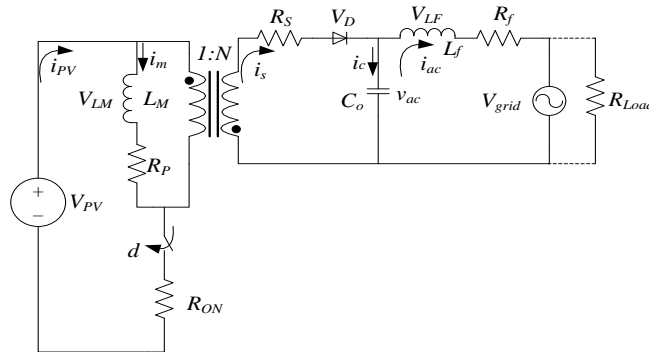 R_S
V_D
V_LF
R_f
1:N
i_PV
i_m
i_s
i_c
i_ac
L_f
V_LM
L_M
C_o
v_ac
V_grid
R_Load
R_P
+
−
V_PV
d
R_ON